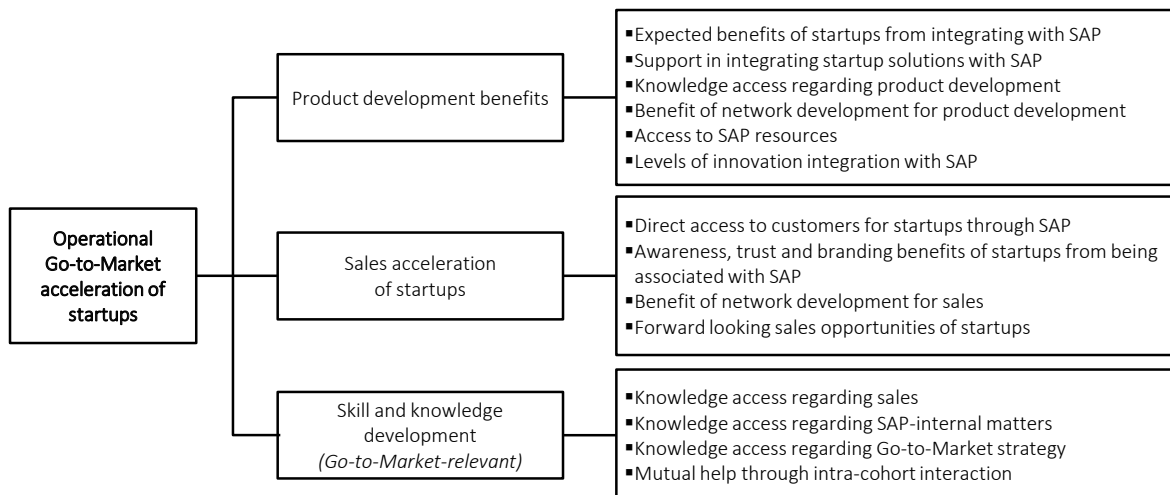 Operational
Go-to-Market
acceleration of
startups
Product development benefits
▪Expected benefits of startups from integrating with SAP
▪Support in integrating startup solutions with SAP
▪Knowledge access regarding product development
▪Benefit of network development for product development
▪Access to SAP resources
▪Levels of innovation integration with SAP
Sales acceleration
of startups
▪Direct access to customers for startups through SAP
▪Awareness, trust and branding benefits of startups from being
associated with SAP
▪Benefit of network development for sales
▪Forward looking sales opportunities of startups
Skill and knowledge
development
(Go-to-Market-relevant)
▪Knowledge access regarding sales
▪Knowledge access regarding SAP-internal matters
▪Knowledge access regarding Go-to-Market strategy
▪Mutual help through intra-cohort interaction